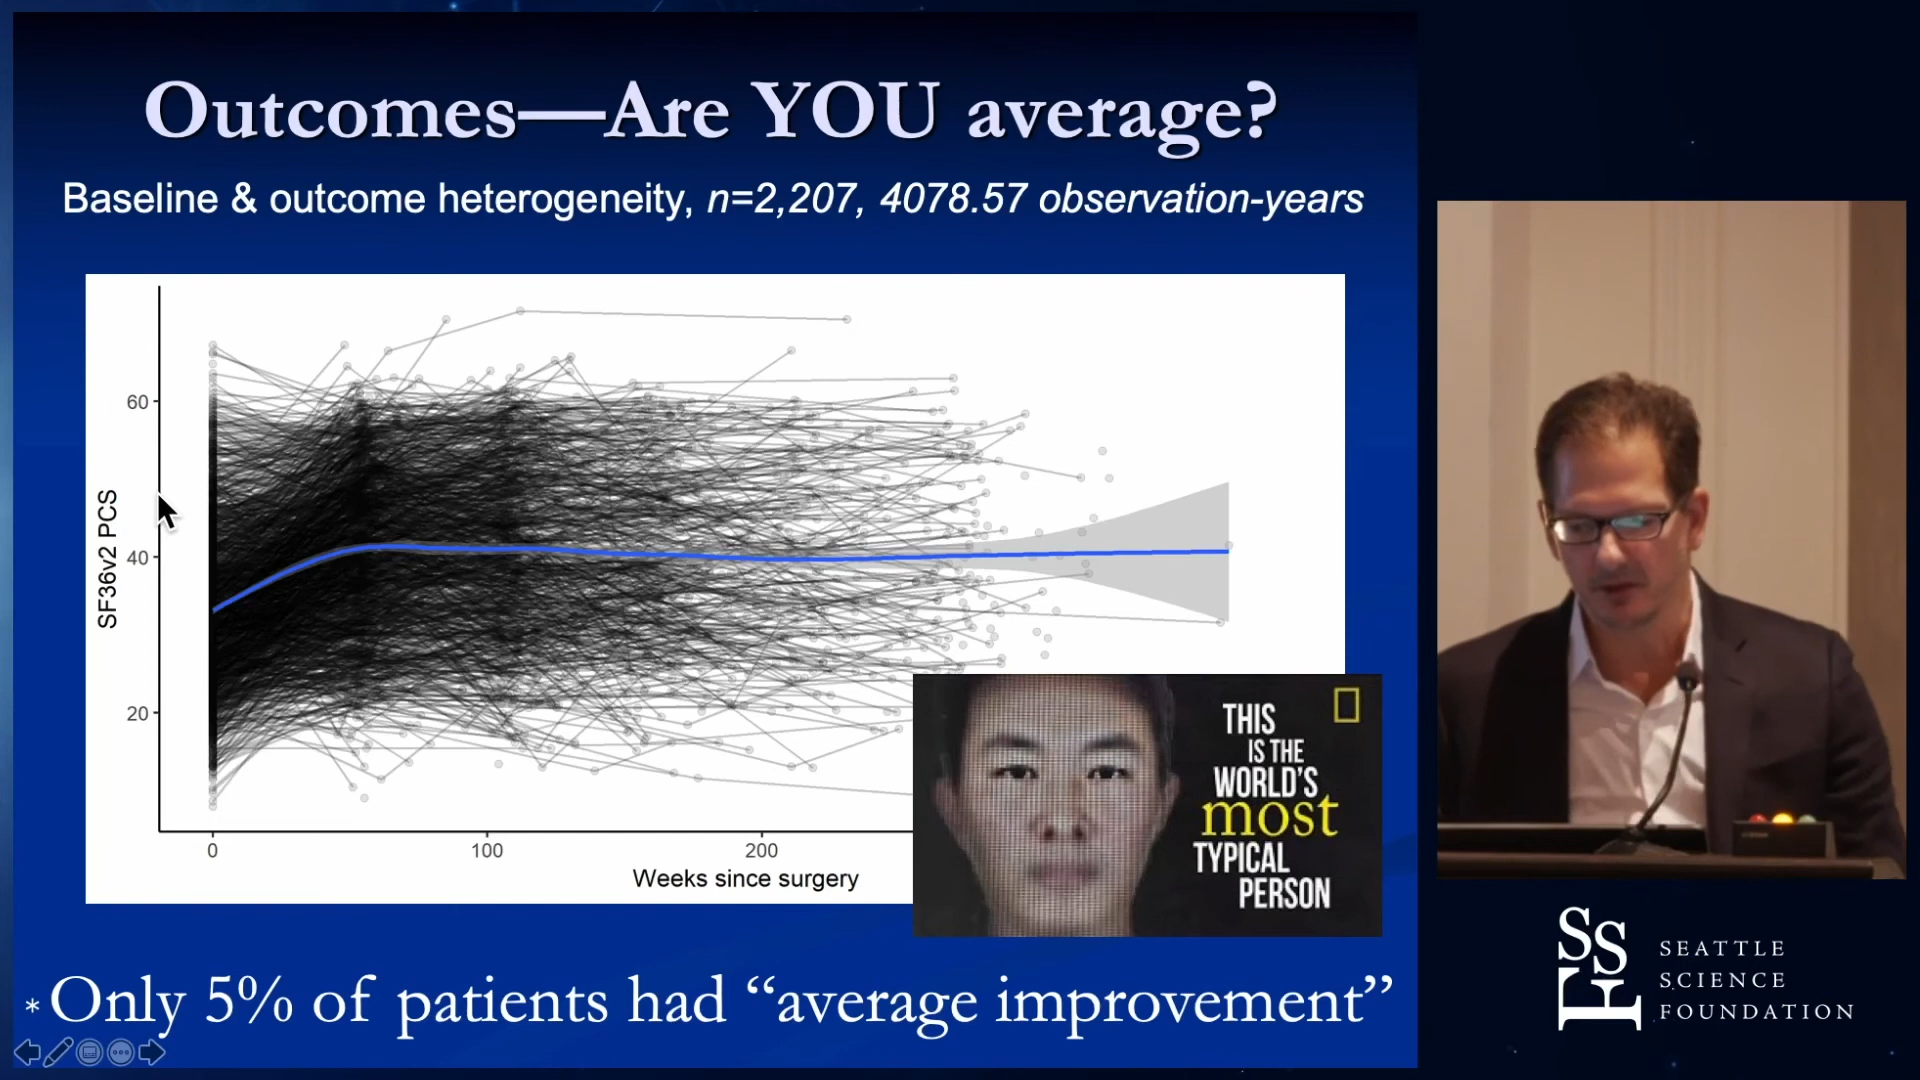 Outcomes—Are YOU average?
Baseline & outcome heterogeneity, n=2,207, 4078.57 observation-years
60
40
20
SF36v2 PCS
0
100
200
Weeks since surgery
THIS
IS THE
WORLD'S
most
TYPICAL
PERSON
* Only 5% of patients had “average improvement”
SSF
SEATTLE
SCIENCE
FOUNDATION